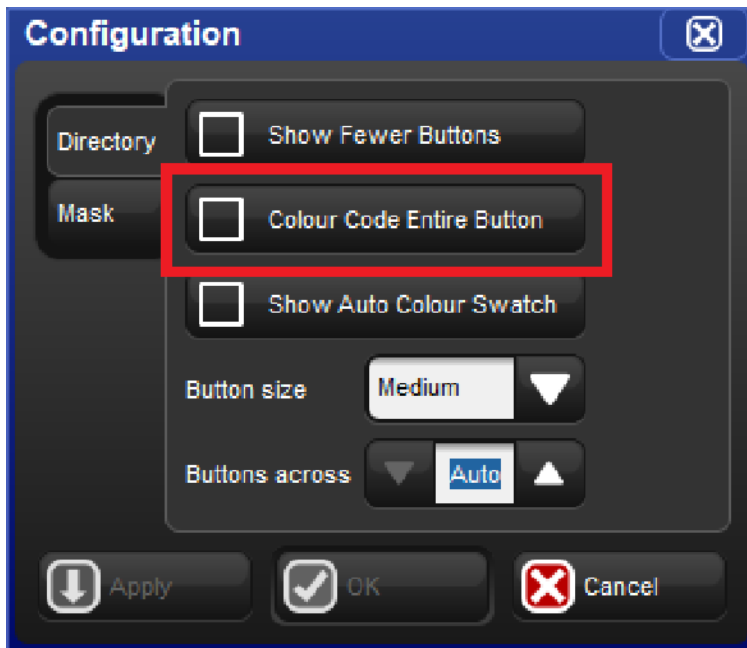 Configuration
Directory
Mask
Show Fewer Buttons
Colour Code Entire Button
Show Auto Colour Swatch
Button size Medium
Buttons across Auto
Apply OK Cancel